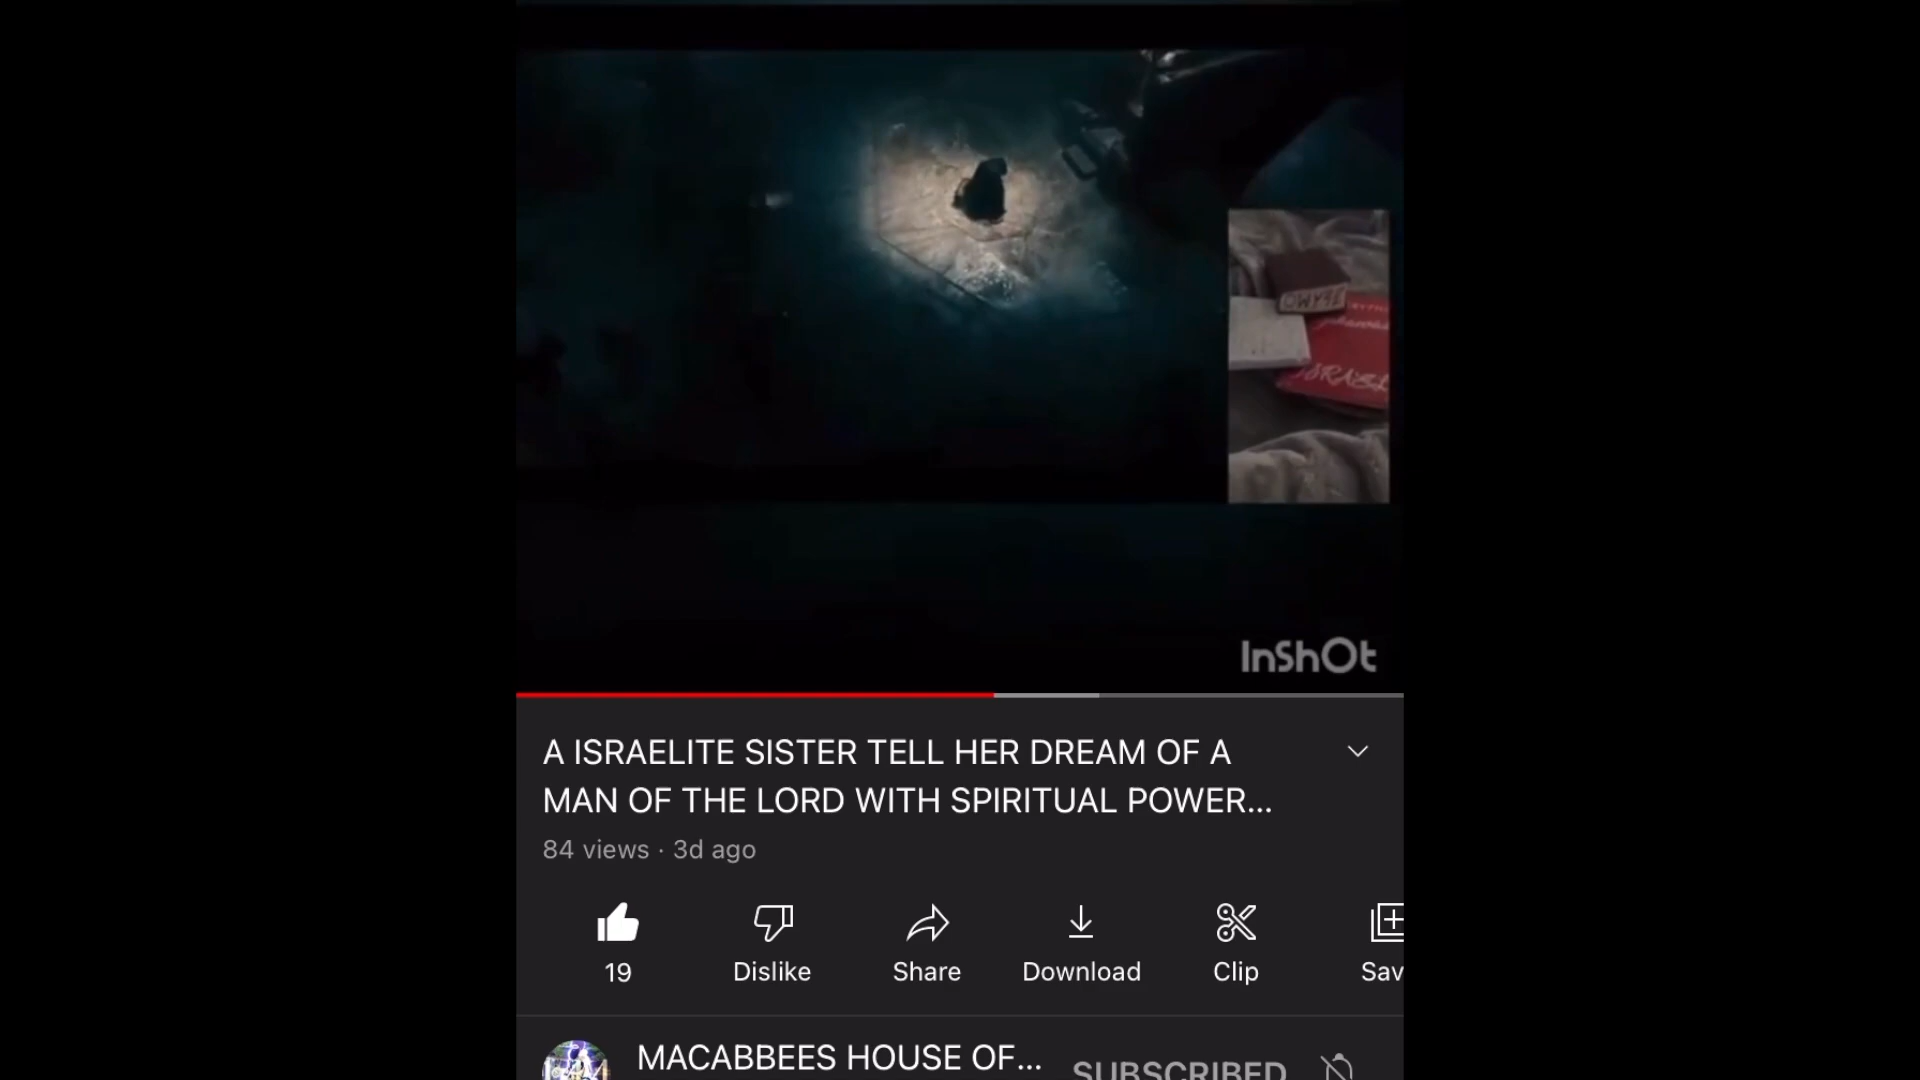 ISRAEL
InShOt
A ISRAELITE SISTER TELL HER DREAM OF A
MAN OF THE LORD WITH SPIRITUAL POWER...
84 views · 3d ago
19 Dislike Share Download Clip Sav
MACABBEES HOUSE OF... SUBSCRIBED